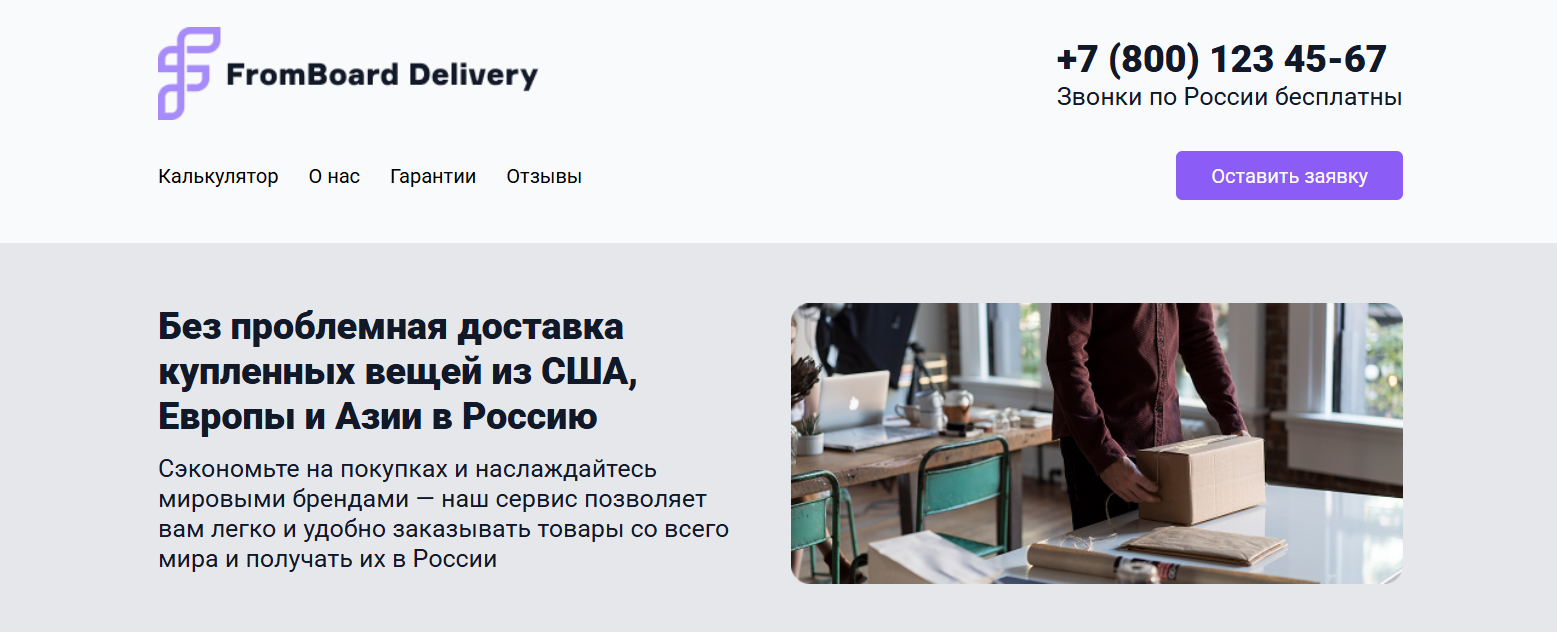 FromBoard Delivery
+7 (800) 123 45-67
Звонки по России бесплатны
Калькулятор О нас Гарантии Отзывы
Оставить заявку
Без проблемная доставка
купленных вещей из США,
Европы и Азии в Россию
Сэкономьте на покупках и наслаждайтесь
мировыми брендами — наш сервис позволяет
вам легко и удобно заказывать товары со всего
мира и получать их в России